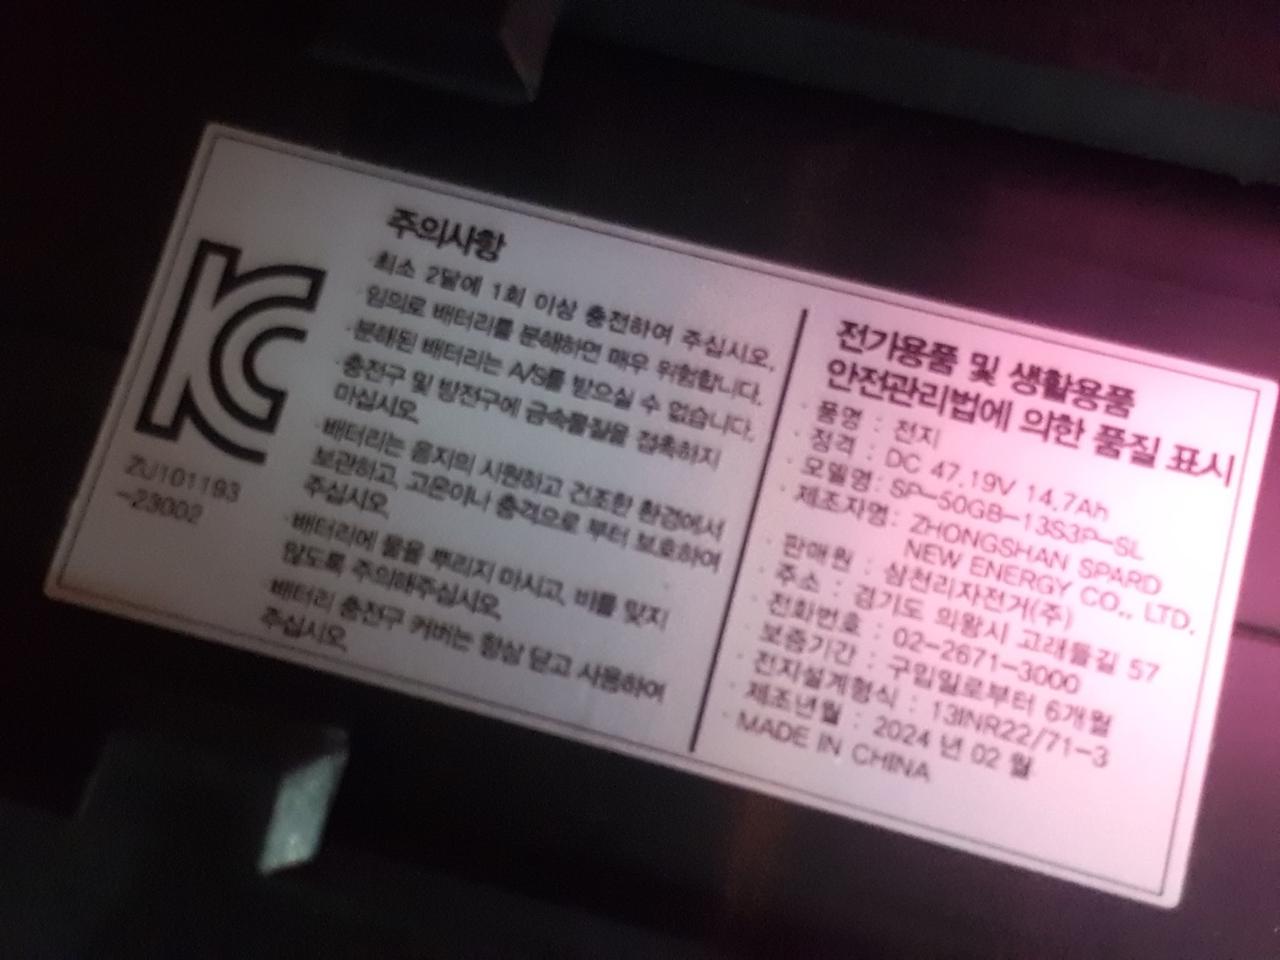 KC
ZU101193
-23002
주의사항
·최소 2달에 1회 이상 충전하여 주십시오.
·임의로 배터리를 분해하면 매우 위험합니다.
·분해된 배터리는 A/S를 받으실 수 없습니다.
·충전구 및 방전구에 금속물질을 접촉하지
마십시오.
·배터리는 음지의 시원하고 건조한 환경에서
보관하고, 고온이나 충격으로 부터 보호하여
주십시오.
·배터리에 물을 뿌리지 마시고, 비를 맞지
않도록 주의해주십시오.
·배터리 충전구 커버는 항상 닫고 사용하여
주십시오.
전기용품 및 생활용품
안전관리법에 의한 품질 표시
· 품명 : 전지
· 정격 : DC 47.19V 14.7Ah
· 모델명 : SP-50GB-13S3P-SL
· 제조자명 : ZHONGSHAN SPARD
NEW ENERGY CO., LTD.
· 판매원 : 삼천리자전거(주)
· 주소 : 경기도 의왕시 고래들길 57
· 전화번호 : 02-2671-3000
· 보증기간 : 구입일로부터 6개월
· 전지설계형식 : 13INR22/71-3
· 제조년월 : 2024 년 02 월
· MADE IN CHINA